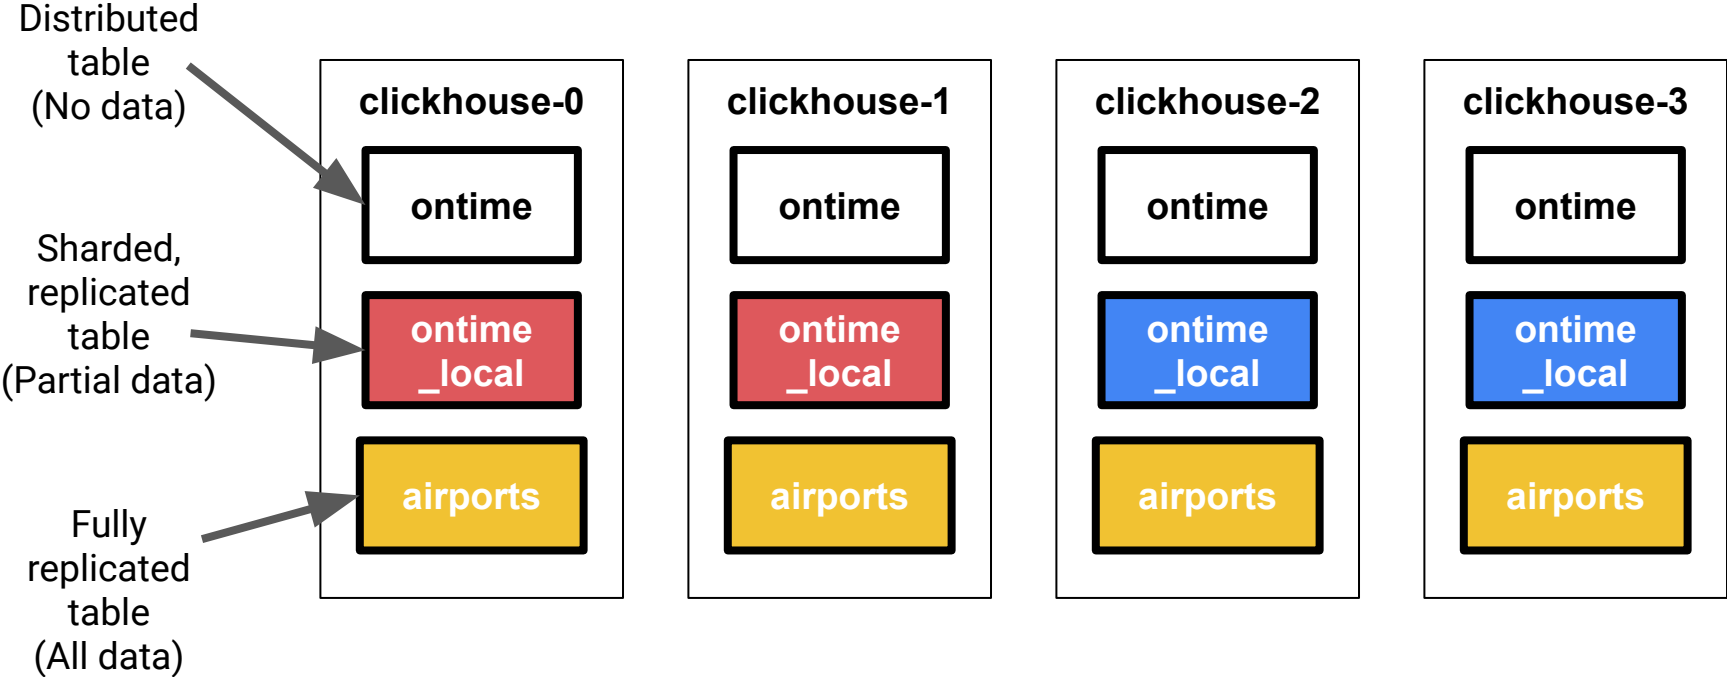 Distributed
table
(No data)
Sharded,
replicated
table
(Partial data)
Fully
replicated
table
(All data)
clickhouse-0
ontime
ontime
_local
airports
clickhouse-1
ontime
ontime
_local
airports
clickhouse-2
ontime
ontime
_local
airports
clickhouse-3
ontime
ontime
_local
airports